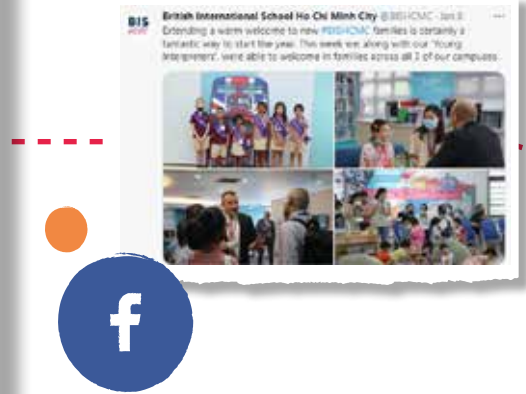 BIS
British International School Ho Chi Minh City @BISHCMC · Jan 8
Extending a warm welcome to new #BISHCMC families is certainly a
fantastic way to start the year. This week we along with our 'Young
Interpreters', were able to welcome in families across all 3 of our campuses
f